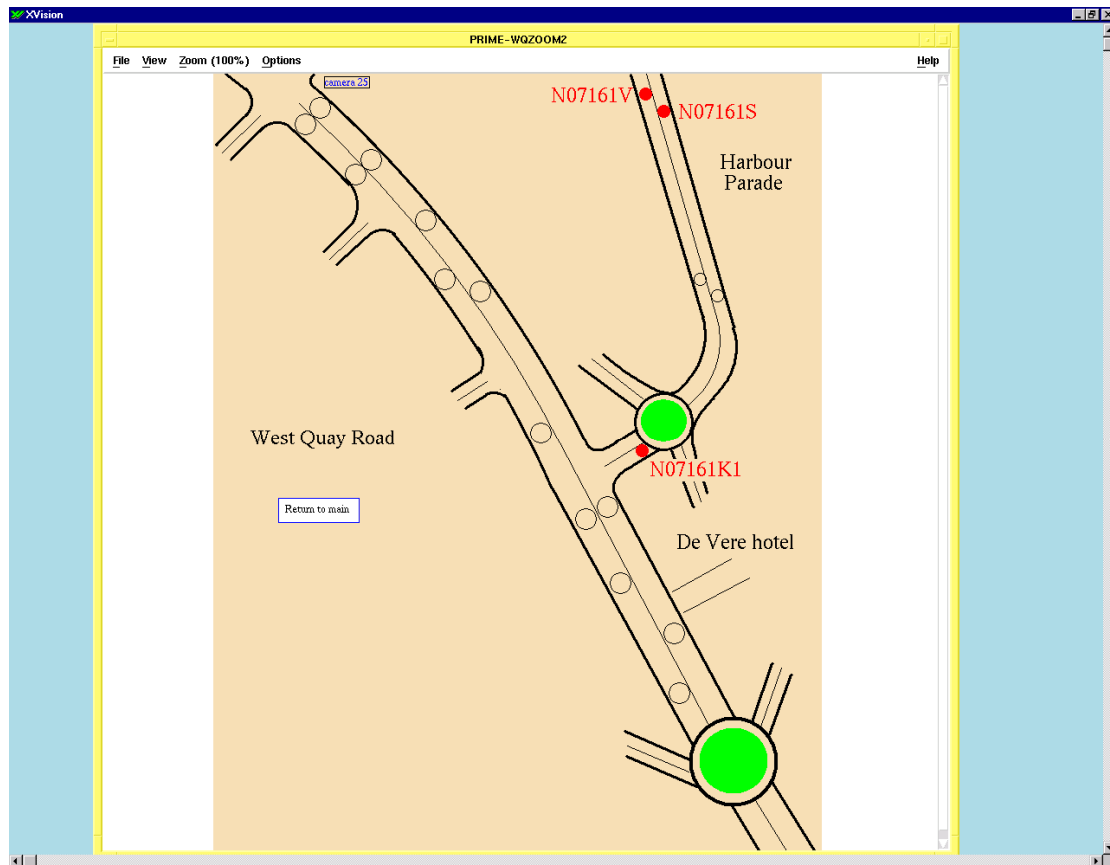 XVision
PRIME-WQZOOM2
File View Zoom (100%) Options Help
camera 25
N07161V
N07161S
Harbour
Parade
West Quay Road
N07161K1
Return to main
De Vere hotel